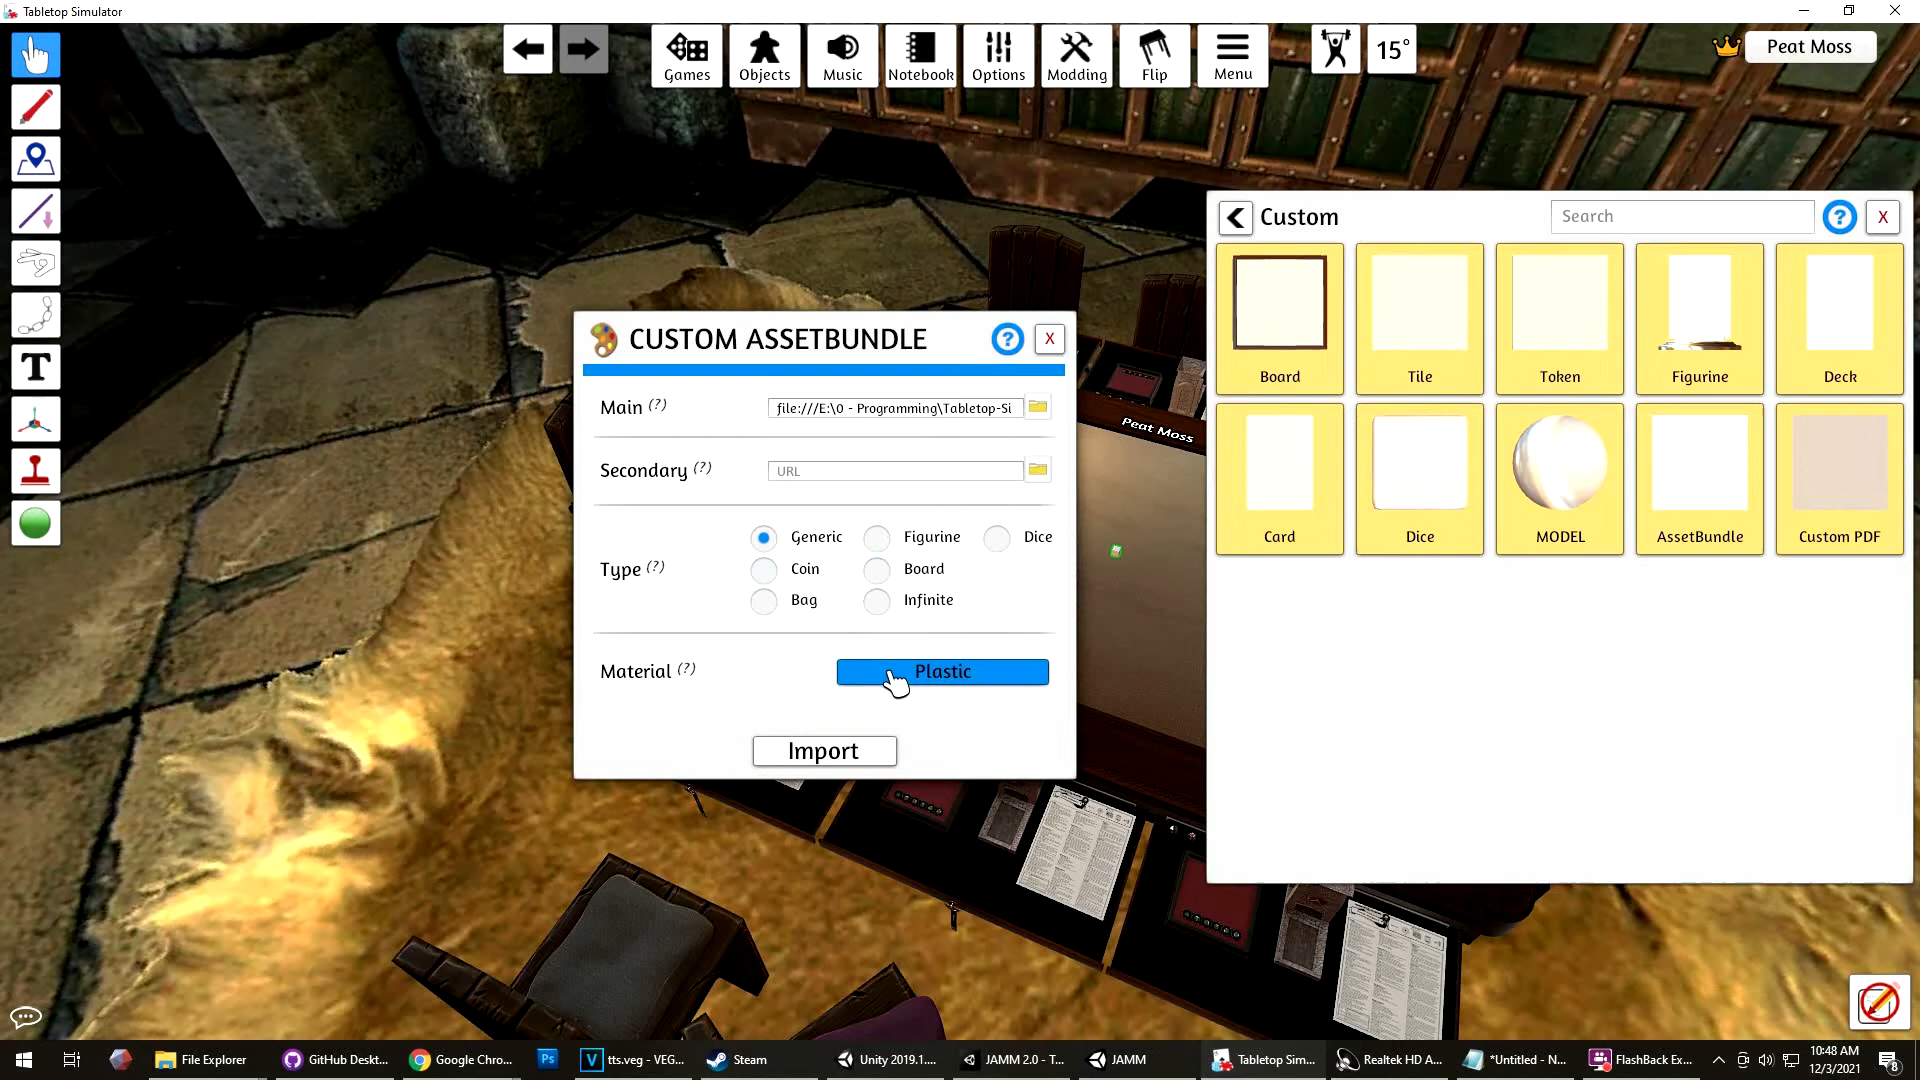 Tabletop Simulator
Games
Objects
Music
Notebook
Options
Modding
Flip
Menu
15°
Peat Moss
Custom
Search
?
X
Board
Tile
Token
Figurine
Deck
Card
Dice
MODEL
AssetBundle
Custom PDF
CUSTOM ASSETBUNDLE
?
X
Main (?)
file:///E:\0 - Programming\Tabletop-Si
Secondary (?)
URL
Type (?)
Generic
Figurine
Dice
Coin
Board
Bag
Infinite
Material (?)
Plastic
Import
Peat Moss
T
File Explorer
GitHub Deskt...
Google Chro...
Ps
V
tts.veg - VEG...
Steam
Unity 2019.1....
JAMM 2.0 - T...
JAMM
Tabletop Sim...
Realtek HD A...
*Untitled - N...
FlashBack Ex...
10:48 AM
12/3/2021
8